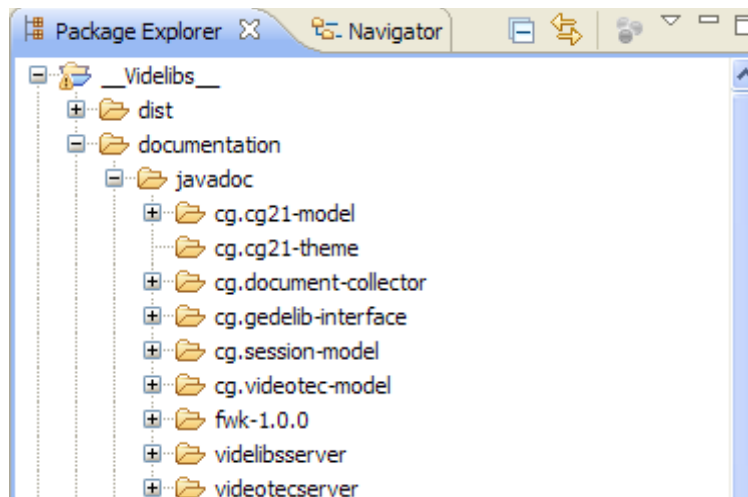 Package Explorer Navigator
__Videlibs__
dist
documentation
javadoc
cg.cg21-model
cg.cg21-theme
cg.document-collector
cg.gedelib-interface
cg.session-model
cg.videotec-model
fwk-1.0.0
videlibsserver
videotecserver